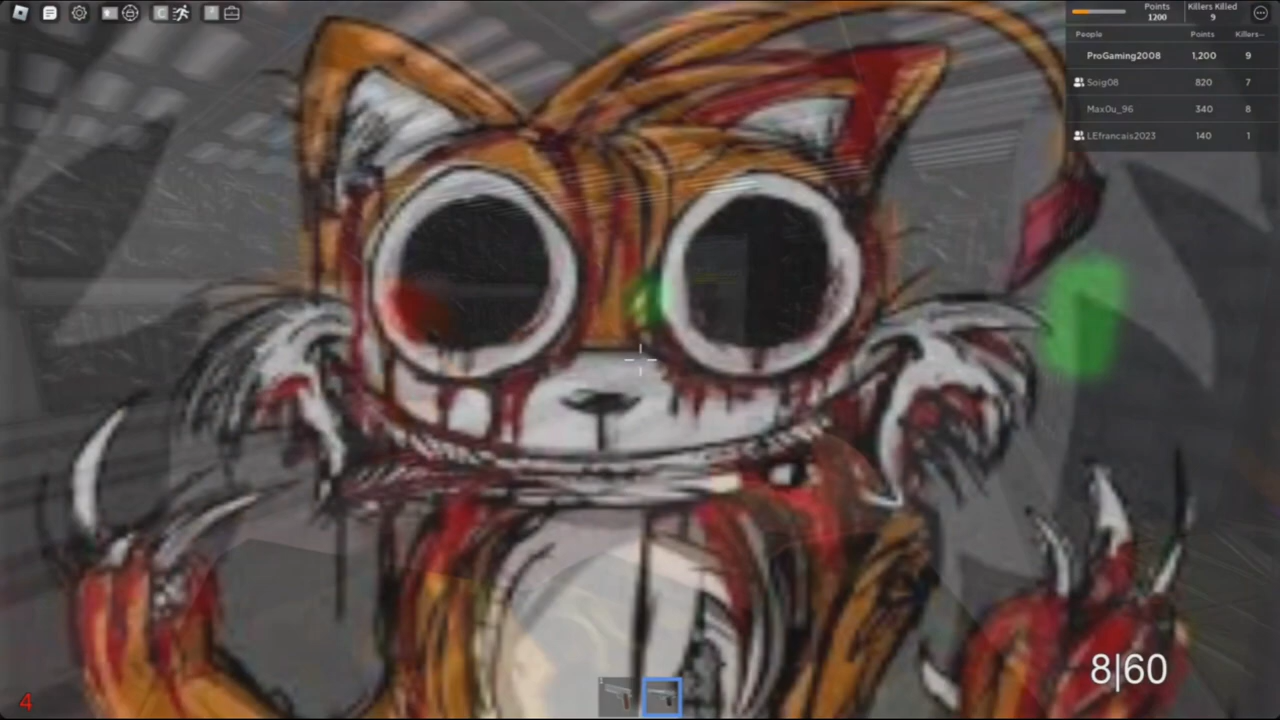 Points Killers Killed
1200 9
People Points Killers...
ProGaming2008 1,200 9
Soig08 820 7
Max0u_96 340 8
LEfrancais2023 140 1
C
8|60
4